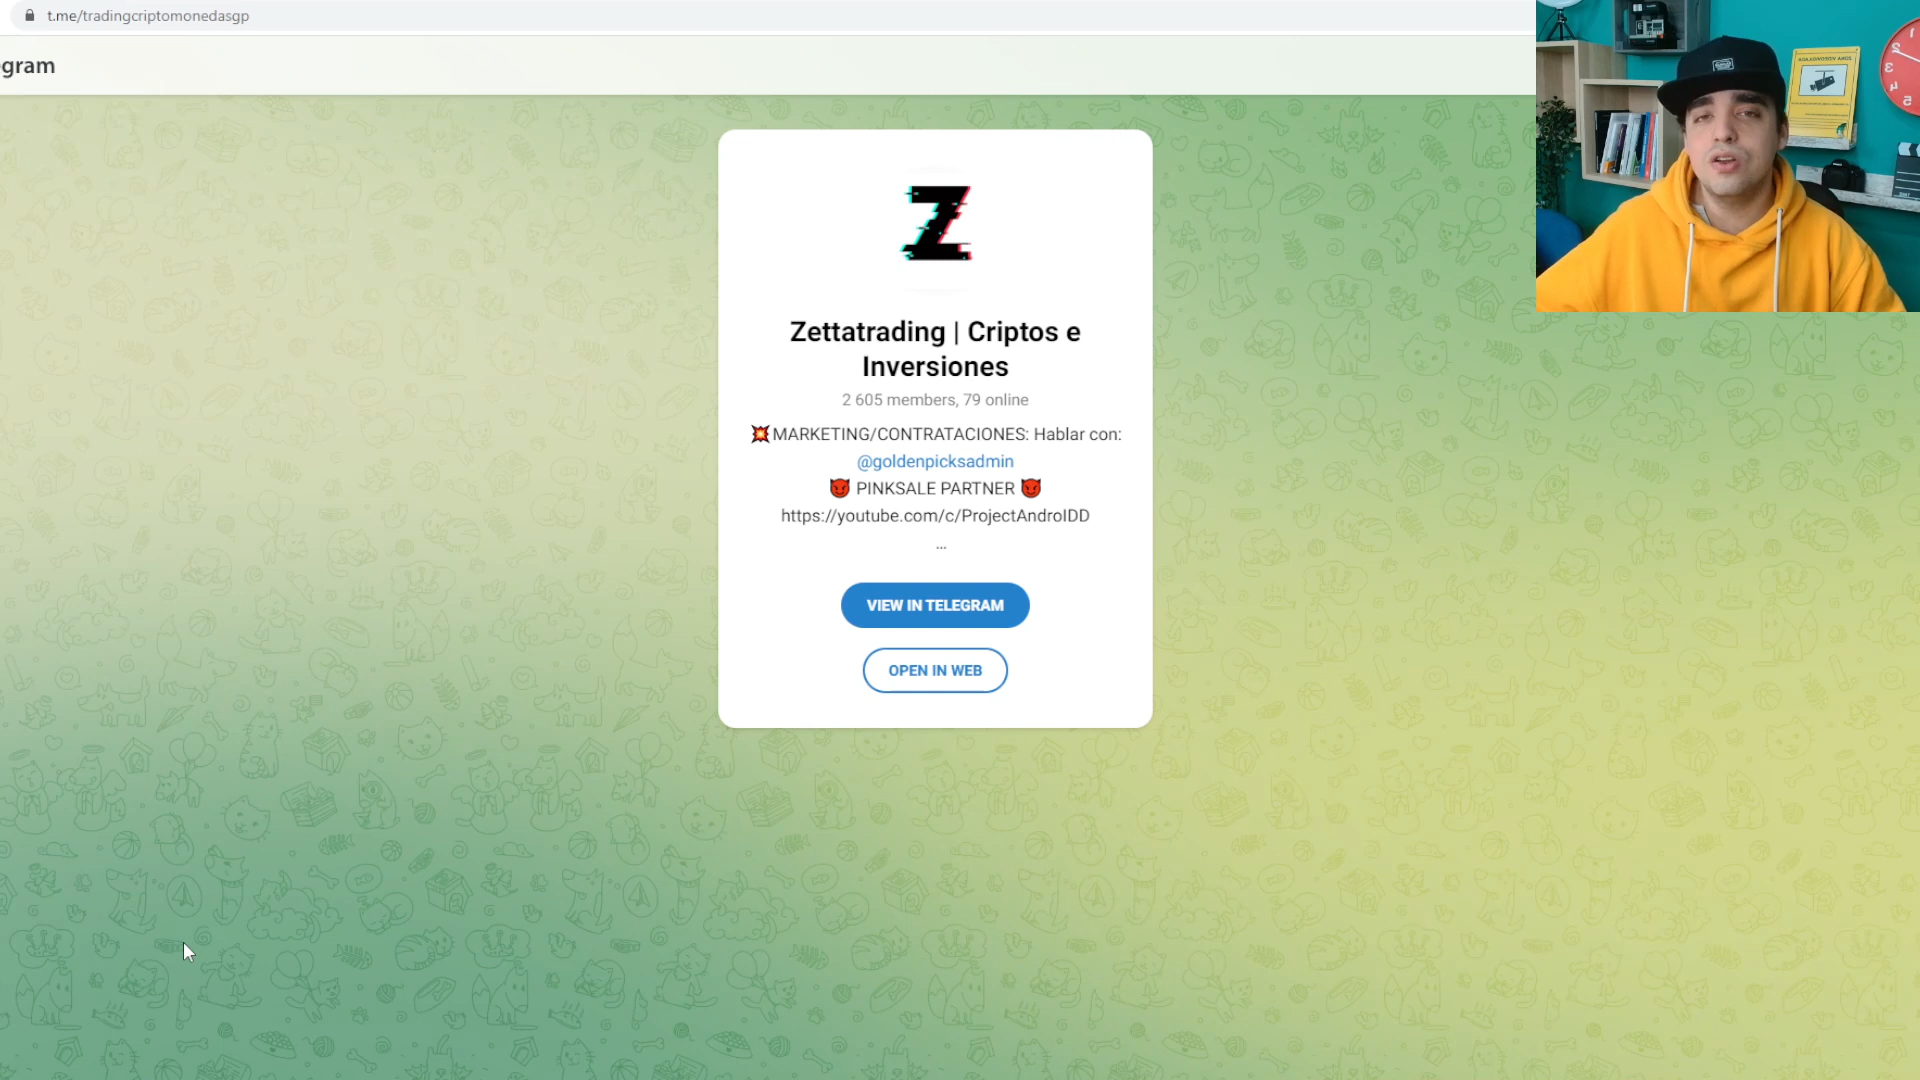 t.me/tradingcriptomonedasgp
gram
Z
Zettatrading | Criptos e
Inversiones
2 605 members, 79 online
💥MARKETING/CONTRATACIONES: Hablar con:
@goldenpicksadmin
😈 PINKSALE PARTNER 😈
https://youtube.com/c/ProjectAndroIDD
...
VIEW IN TELEGRAM
OPEN IN WEB